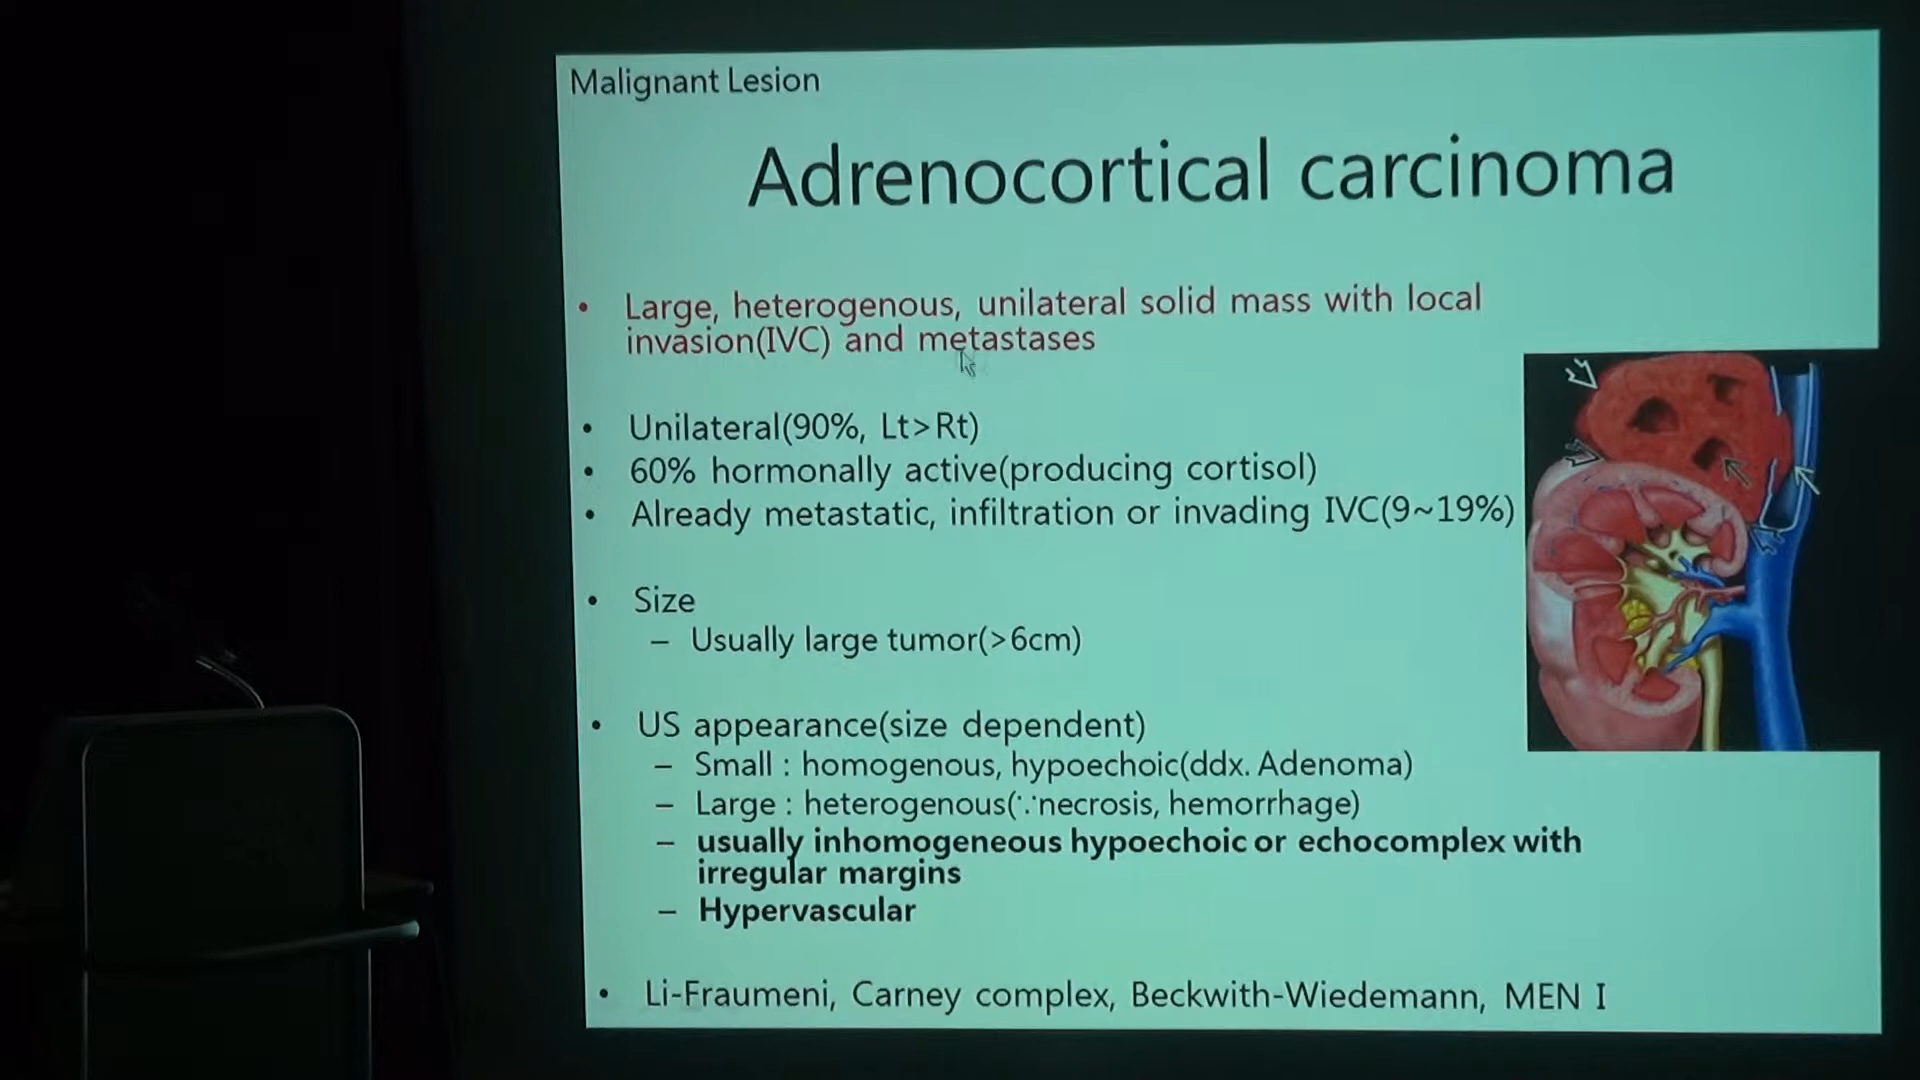 Malignant Lesion
Adrenocortical carcinoma
• Large, heterogenous, unilateral solid mass with local
invasion(IVC) and metastases
• Unilateral(90%, Lt>Rt)
• 60% hormonally active(producing cortisol)
• Already metastatic, infiltration or invading IVC(9~19%)
• Size
– Usually large tumor(>6cm)
• US appearance(size dependent)
– Small : homogenous, hypoechoic(ddx. Adenoma)
– Large : heterogenous(∵necrosis, hemorrhage)
– usually inhomogeneous hypoechoic or echocomplex with
irregular margins
– Hypervascular
• Li-Fraumeni, Carney complex, Beckwith-Wiedemann, MEN I